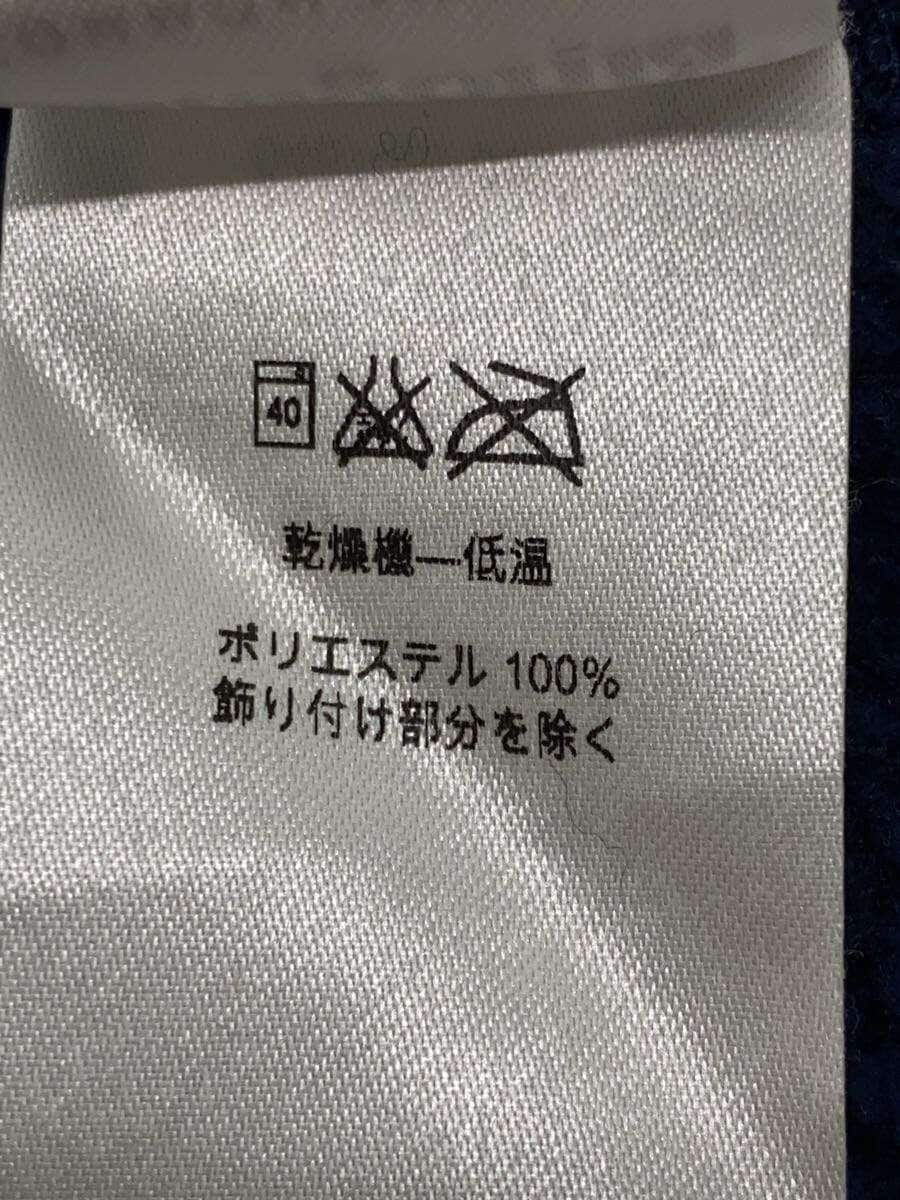 40
乾燥機—低温
ポリエステル 100%
飾り付け部分を除く